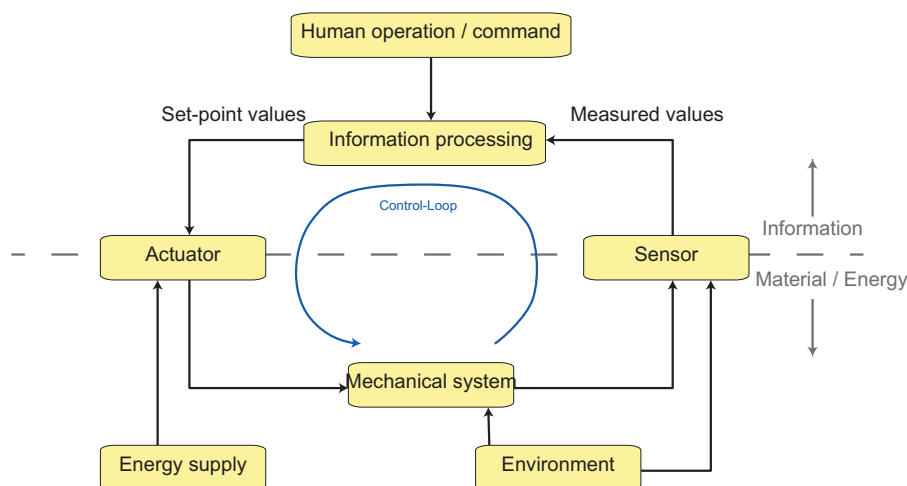 Human operation / command
Set-point values
Measured values
Information processing
Control-Loop
Information
Actuator
Sensor
Material / Energy
Mechanical system
Energy supply
Environment